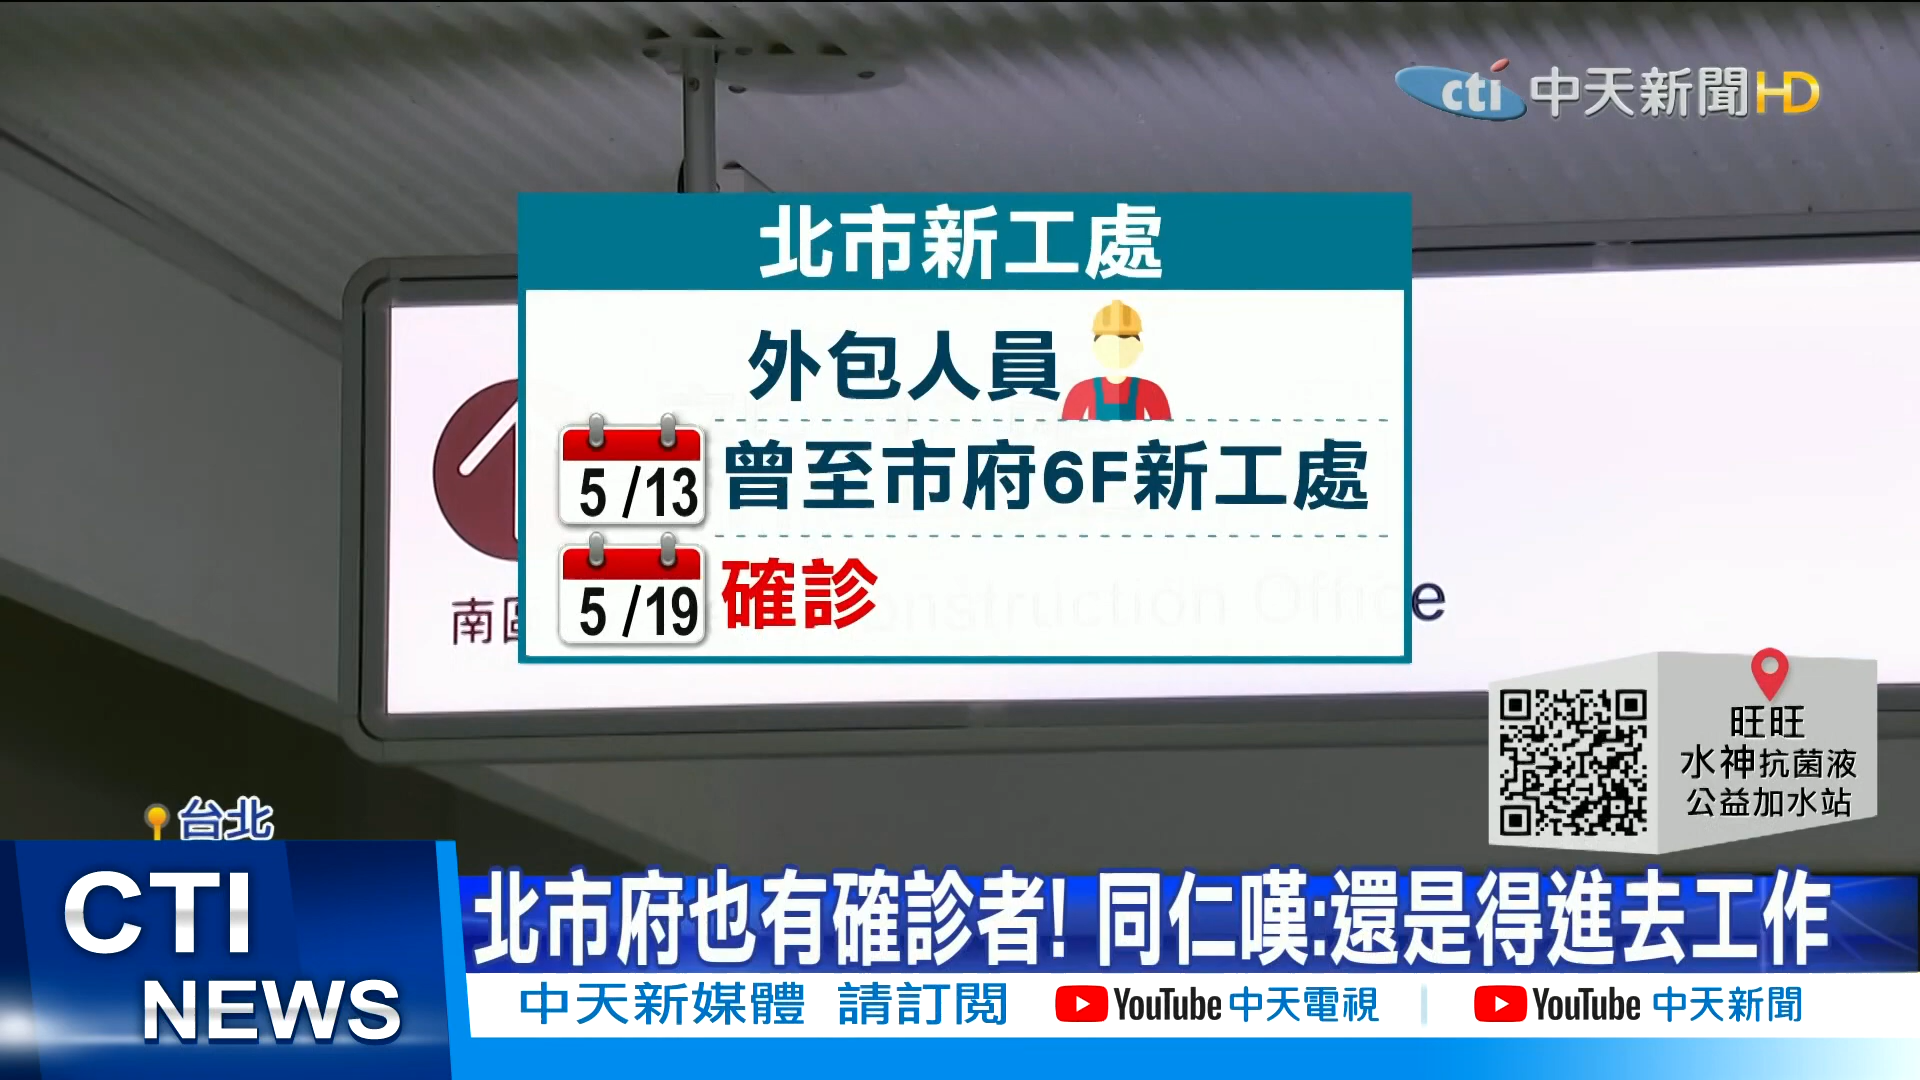 cti 中天新聞HD
北市新工處
外包人員
5/13 曾至市府6F新工處
5/19 確診
南區
onstruction Office
旺旺
水神抗菌液
公益加水站
台北
CTI
NEWS
北市府也有確診者! 同仁嘆:還是得進去工作
中天新媒體 請訂閱 YouTube 中天電視 | YouTube 中天新聞